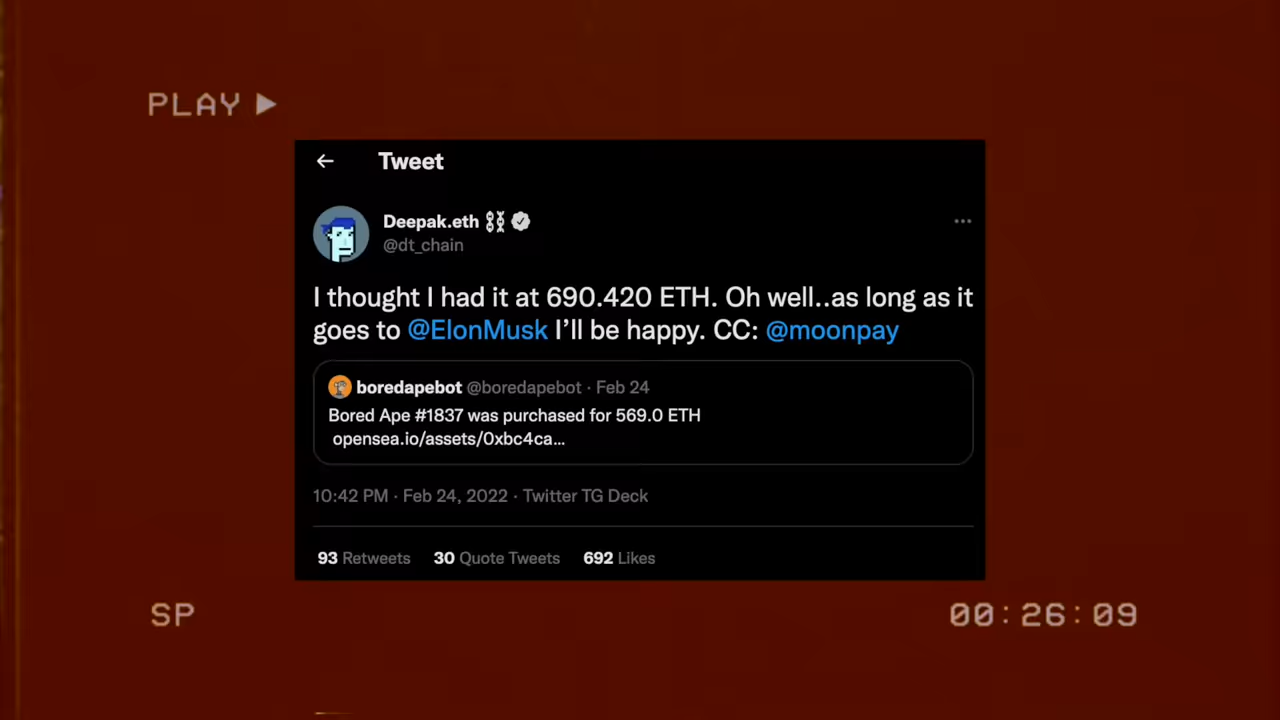 PLAY ▶
← Tweet
Deepak.eth ⛓⛓
@dt_chain
I thought I had it at 690.420 ETH. Oh well..as long as it
goes to @ElonMusk I’ll be happy. CC: @moonpay
boredapebot @boredapebot · Feb 24
Bored Ape #1837 was purchased for 569.0 ETH
opensea.io/assets/0xbc4ca...
10:42 PM · Feb 24, 2022 · Twitter TG Deck
93 Retweets 30 Quote Tweets 692 Likes
SP 00:26:09